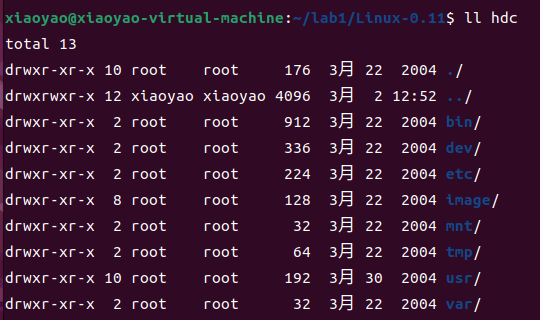 xiaoyao@xiaoyao-virtual-machine:~/lab1/Linux-0.11$ ll hdc
total 13
drwxr-xr-x 10 root    root     176  3月 22  2004 ./
drwxrwxr-x 12 xiaoyao xiaoyao 4096  3月  2 12:52 ../
drwxr-xr-x  2 root    root     912  3月 22  2004 bin/
drwxr-xr-x  2 root    root     336  3月 22  2004 dev/
drwxr-xr-x  2 root    root     224  3月 22  2004 etc/
drwxr-xr-x  8 root    root     128  3月 22  2004 image/
drwxr-xr-x  2 root    root      32  3月 22  2004 mnt/
drwxr-xr-x  2 root    root      64  3月 22  2004 tmp/
drwxr-xr-x 10 root    root     192  3月 30  2004 usr/
drwxr-xr-x  2 root    root      32  3月 22  2004 var/